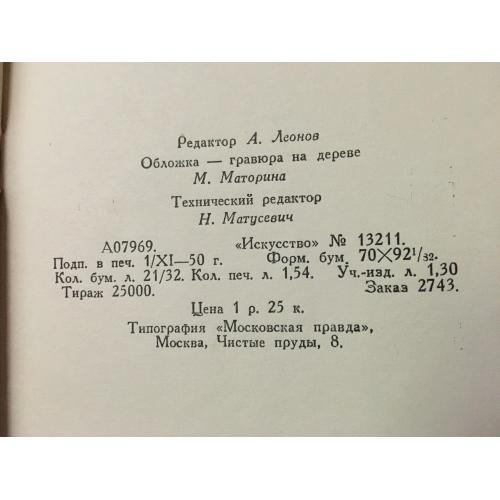 Редактор А. Леонов
Обложка — гравюра на дереве
М. Маторина
Технический редактор
Н. Матусевич
А07969. «Искусство» № 13211.
Подп. в печ. 1/XI—50 г. Форм. бум. 70×92¹/₃₂.
Кол. бум. л. 21/32. Кол. печ. л. 1,54. Уч.-изд. л. 1,30
Тираж 25000. Заказ 2743.
Цена 1 р. 25 к.
Типография «Московская правда»,
Москва, Чистые пруды, 8.